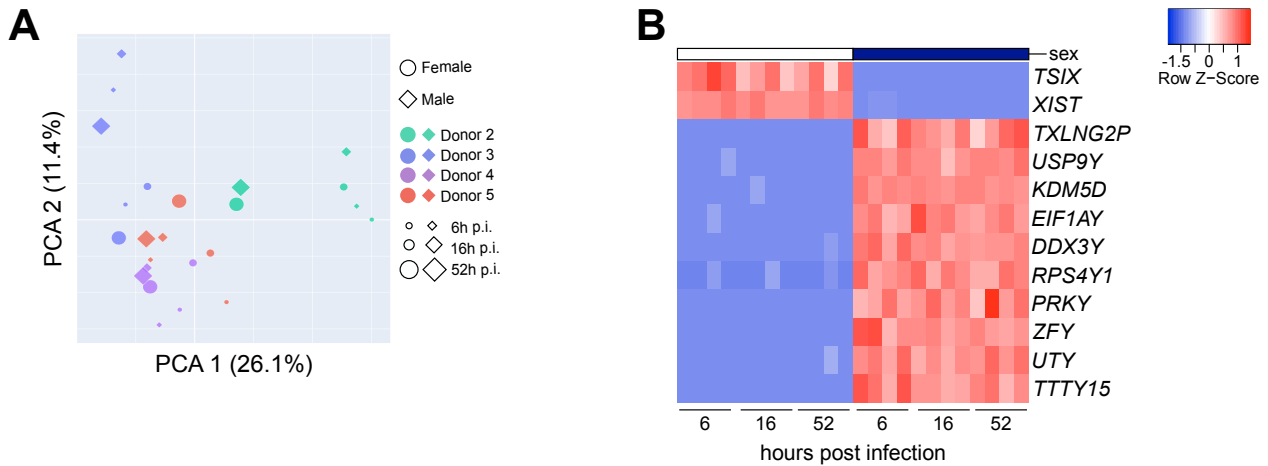 A
PCA 2 (11.4%)
PCA 1 (26.1%)
Female
Male
Donor 2
Donor 3
Donor 4
Donor 5
6h p.i.
16h p.i.
52h p.i.
B
sex
-1.5 0 1
Row Z-Score
TSIX
XIST
TXLNG2P
USP9Y
KDM5D
EIF1AY
DDX3Y
RPS4Y1
PRKY
ZFY
UTY
TTTY15
6 16 52 6 16 52
hours post infection